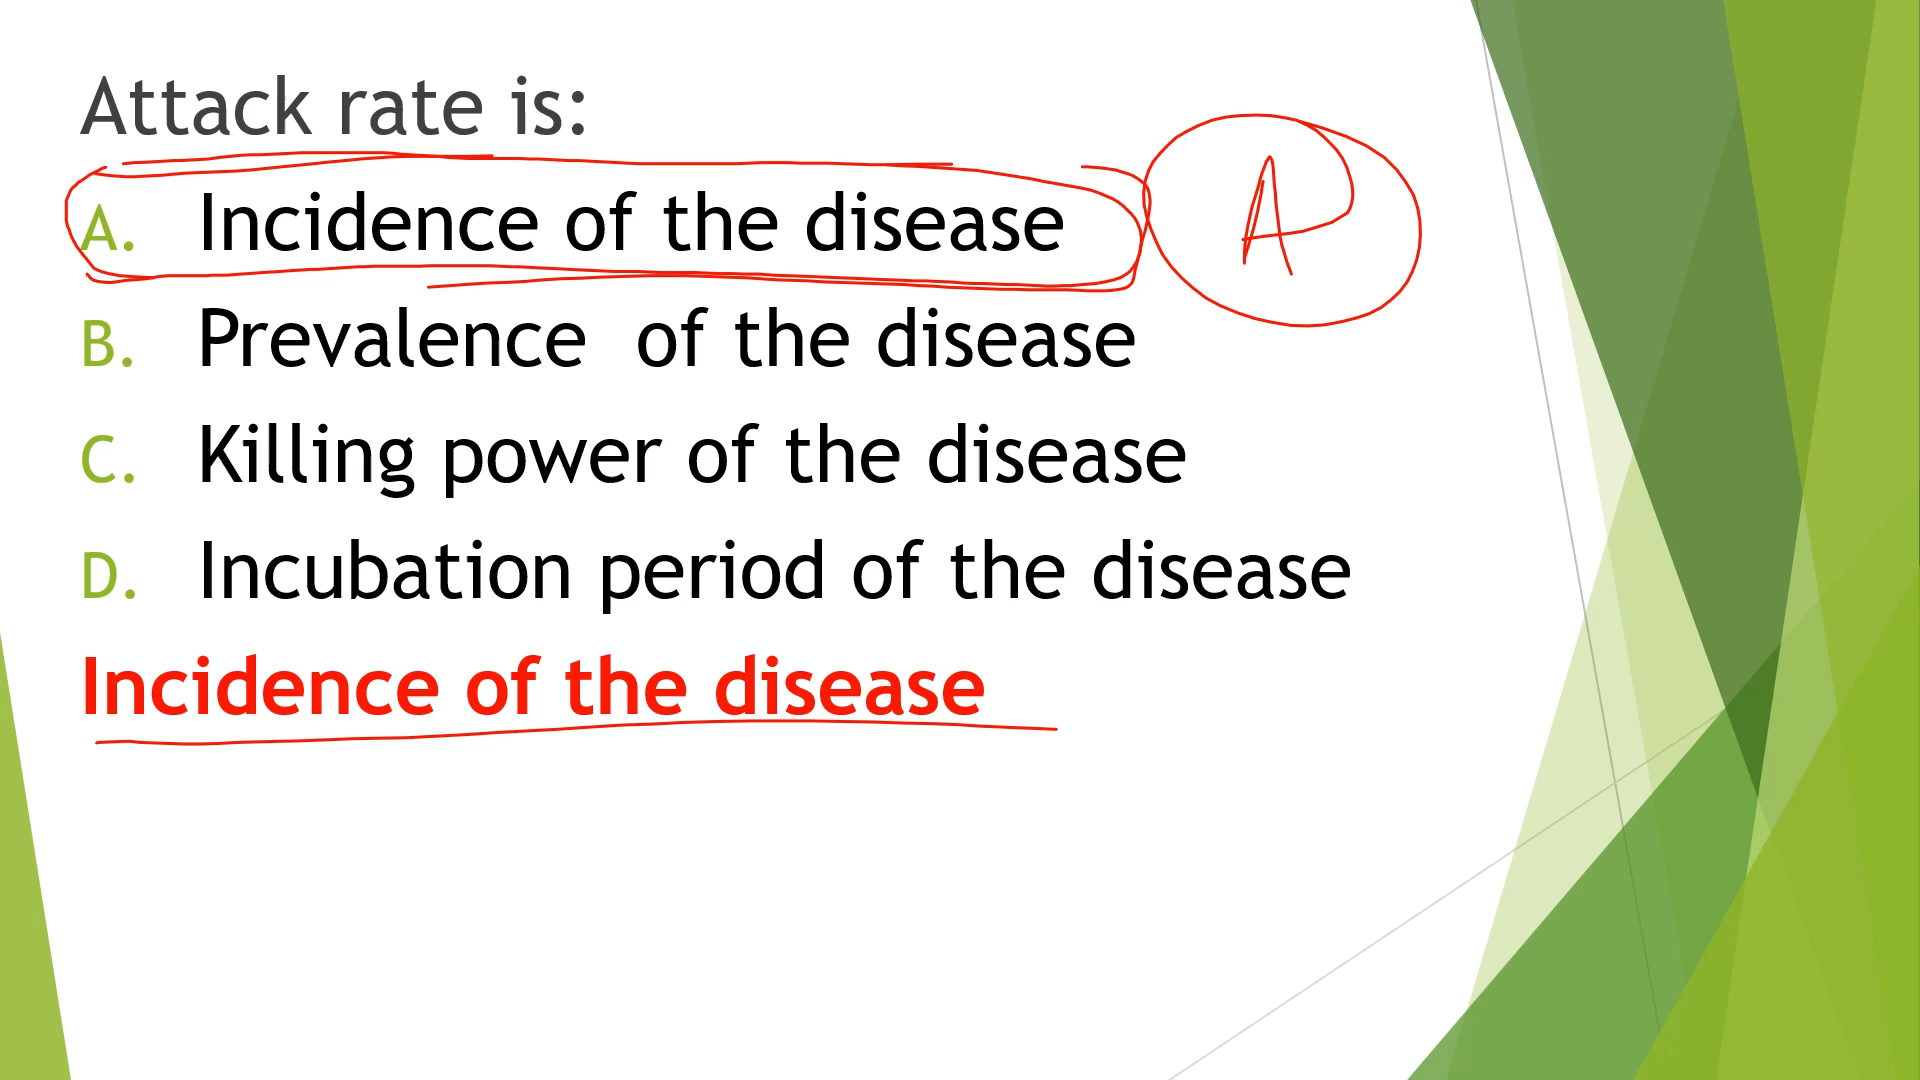 Attack rate is:
A. Incidence of the disease
A
B. Prevalence of the disease
C. Killing power of the disease
D. Incubation period of the disease
Incidence of the disease